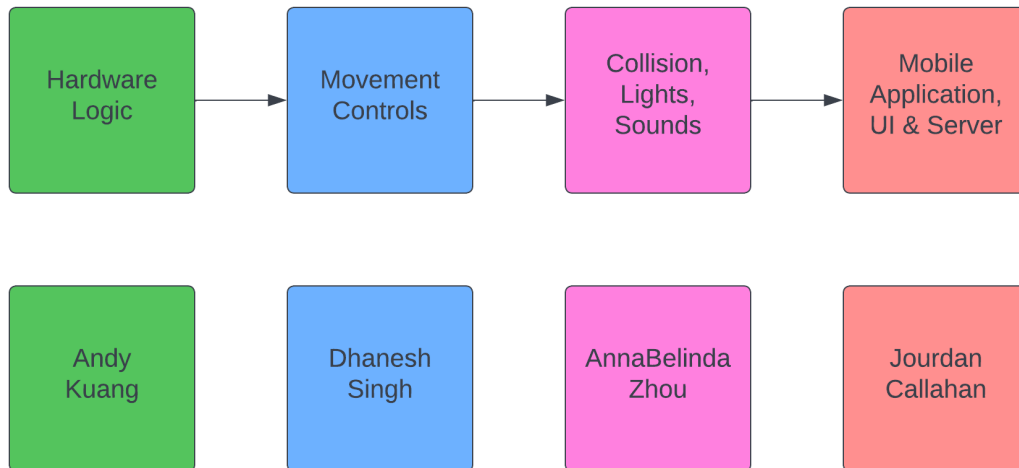 Hardware
Logic
Movement
Controls
Collision,
Lights,
Sounds
Mobile
Application,
UI & Server
Andy
Kuang
Dhanesh
Singh
AnnaBelinda
Zhou
Jourdan
Callahan